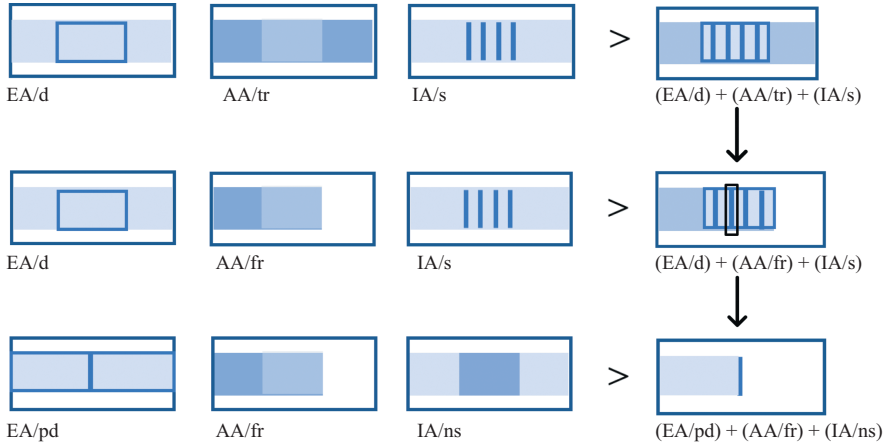 EA/d AA/tr IA/s > (EA/d) + (AA/tr) + (IA/s)
EA/d AA/fr IA/s > (EA/d) + (AA/fr) + (IA/s)
EA/pd AA/fr IA/ns > (EA/pd) + (AA/fr) + (IA/ns)